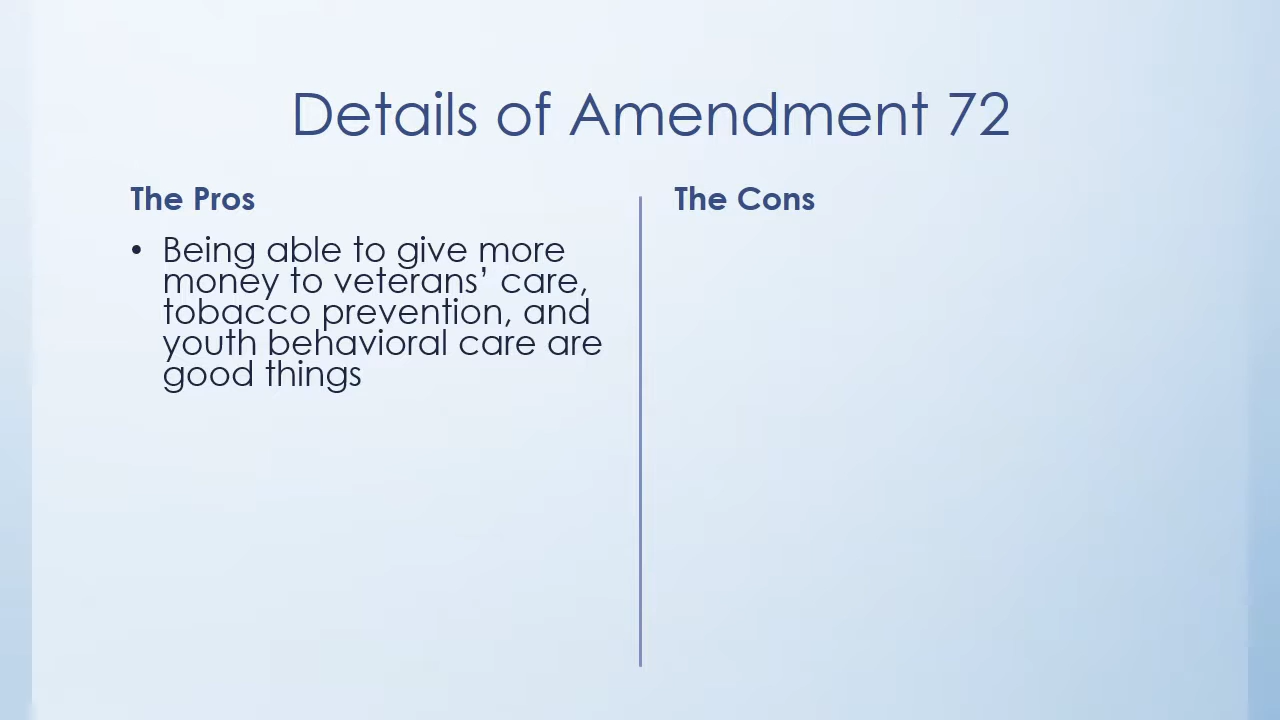 Details of Amendment 72
The Pros
• Being able to give more
money to veterans’ care,
tobacco prevention, and
youth behavioral care are
good things
The Cons